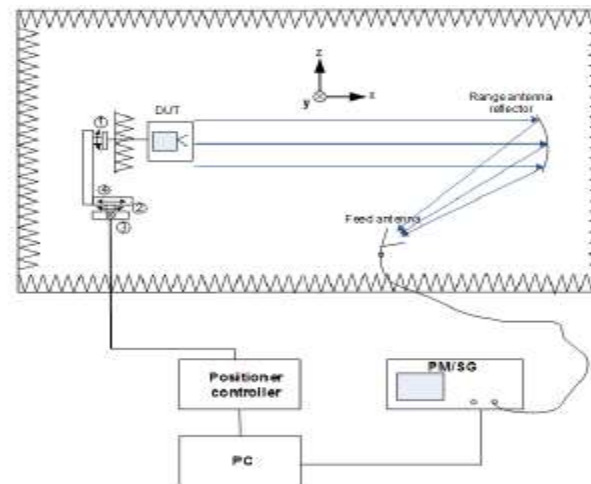 z
DUT
y
x
Range antenna
reflector
①
④
②
③
Feed antenna
PM/SG
Positioner
controller
PC